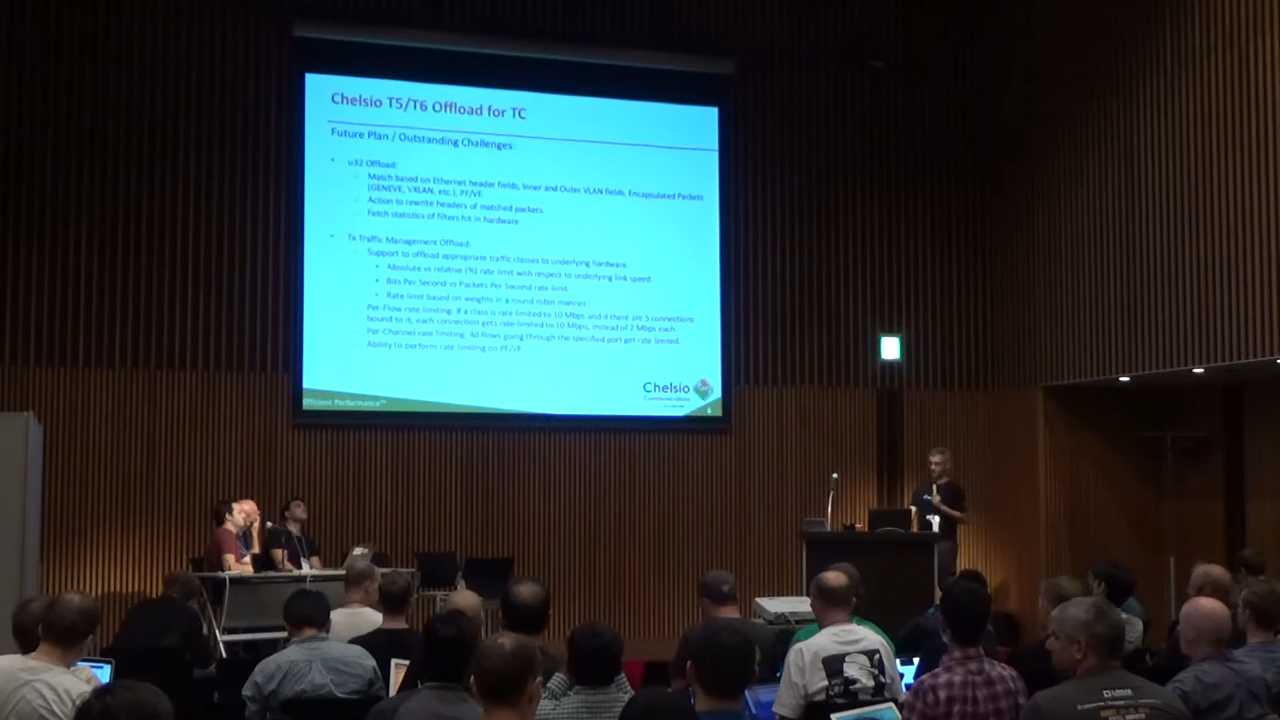 Chelsio T5/T6 Offload for TC
Future Plan / Outstanding Challenges:
u32 Offload:
Match based on Ethernet header fields, Inner and Outer VLAN fields, Encapsulated Packets
(GENEVE, VXLAN, etc.), PF/VF.
Action to rewrite headers of matched packets.
Fetch statistics of filters hit in hardware
Tx Traffic Management Offload:
Support to offload appropriate traffic classes to underlying hardware.
Absolute vs relative (%) rate limit with respect to underlying link speed.
Bits Per Second vs Packets Per Second rate limit.
Rate limit based on weights in a round robin manner
Per-Flow rate limiting: If a class is rate limited to 10 Mbps and if there are 5 connections
bound to it, each connection gets rate-limited to 10 Mbps, instead of 2 Mbps each
Per-Channel rate limiting: All flows going through the specified port get rate limited.
Ability to perform rate limiting on PF/VF
Chelsio
Communications
Efficient Performance™
6